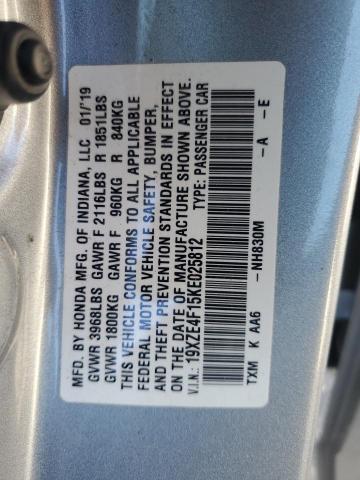 MFD. BY HONDA MFG. OF INDIANA, LLC 01/'19
GVWR 3968LBS GAWR F 2116LBS R 1851LBS
GVWR 1800KG GAWR F 960KG R 840KG
THIS VEHICLE CONFORMS TO ALL APPLICABLE
FEDERAL MOTOR VEHICLE SAFETY, BUMPER,
AND THEFT PREVENTION STANDARDS IN EFFECT
ON THE DATE OF MANUFACTURE SHOWN ABOVE.
V.I.N.: 19XZE4F15KE025812 TYPE: PASSENGER CAR
TXM K AA6 -NH830M -A -E